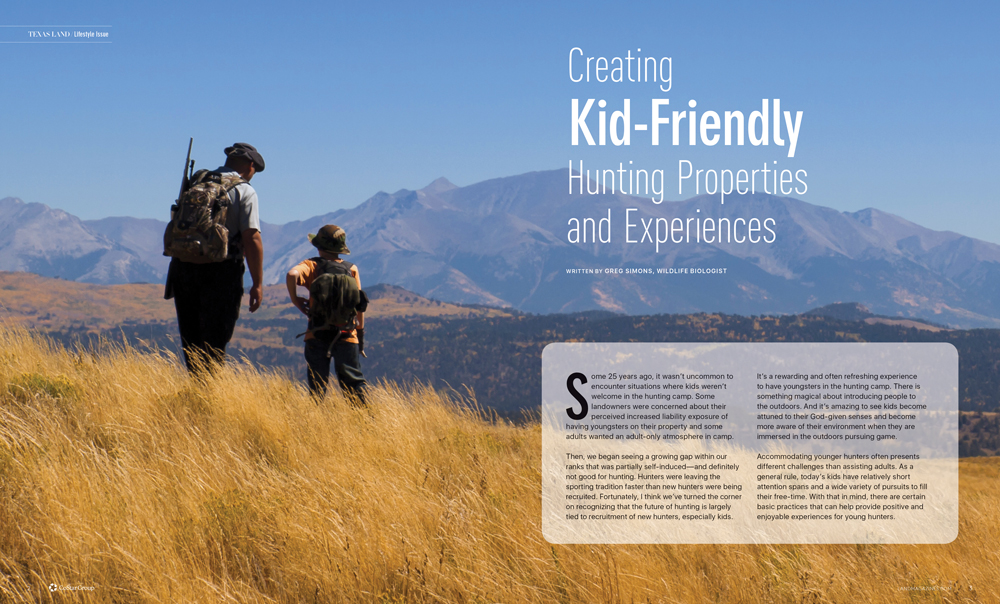 TEXAS LAND / Lifestyle Issue
Creating
Kid-Friendly
Hunting Properties
and Experiences
WRITTEN BY GREG SIMONS, WILDLIFE BIOLOGIST
Some 25 years ago, it wasn't uncommon to
encounter situations where kids weren't
welcome in the hunting camp. Some
landowners were concerned about their
perceived increased liability exposure of
having youngsters on their property and some
adults wanted an adult-only atmosphere in camp.
Then, we began seeing a growing gap within our
ranks that was partially self-induced—and definitely
not good for hunting. Hunters were leaving the
sporting tradition faster than new hunters were being
recruited. Fortunately, I think we've turned the corner
on recognizing that the future of hunting is largely
tied to recruitment of new hunters, especially kids.
It's a rewarding and often refreshing experience
to have youngsters in the hunting camp. There is
something magical about introducing people to
the outdoors. And it's amazing to see kids become
attuned to their God-given senses and become
more aware of their environment when they are
immersed in the outdoors pursuing game.
Accommodating younger hunters often presents
different challenges than assisting adults. As a
general rule, today's kids have relatively short
attention spans and a wide variety of pursuits to fill
their free-time. With that in mind, there are certain
basic practices that can help provide positive and
enjoyable experiences for young hunters.
CoStar Group